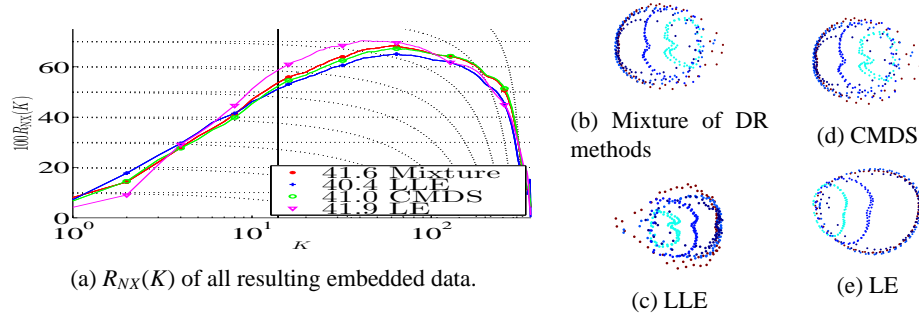 100R_NX(K)
60
40
20
0
10^0
10^1
10^2
K
41.6 Mixture
40.4 LLE
41.0 CMDS
41.9 LE
(a) R_NX(K) of all resulting embedded data.
(b) Mixture of DR
methods
(c) LLE
(d) CMDS
(e) LE